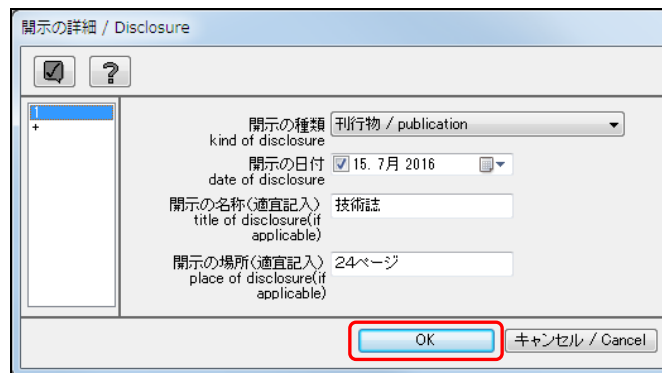 開示の詳細 / Disclosure
?
1
+
開示の種類 刊行物 / publication
kind of disclosure
開示の日付 15. 7月 2016
date of disclosure
開示の名称(適宜記入) 技術誌
title of disclosure(if
applicable)
開示の場所(適宜記入) 24ページ
place of disclosure(if
applicable)
OK キャンセル / Cancel